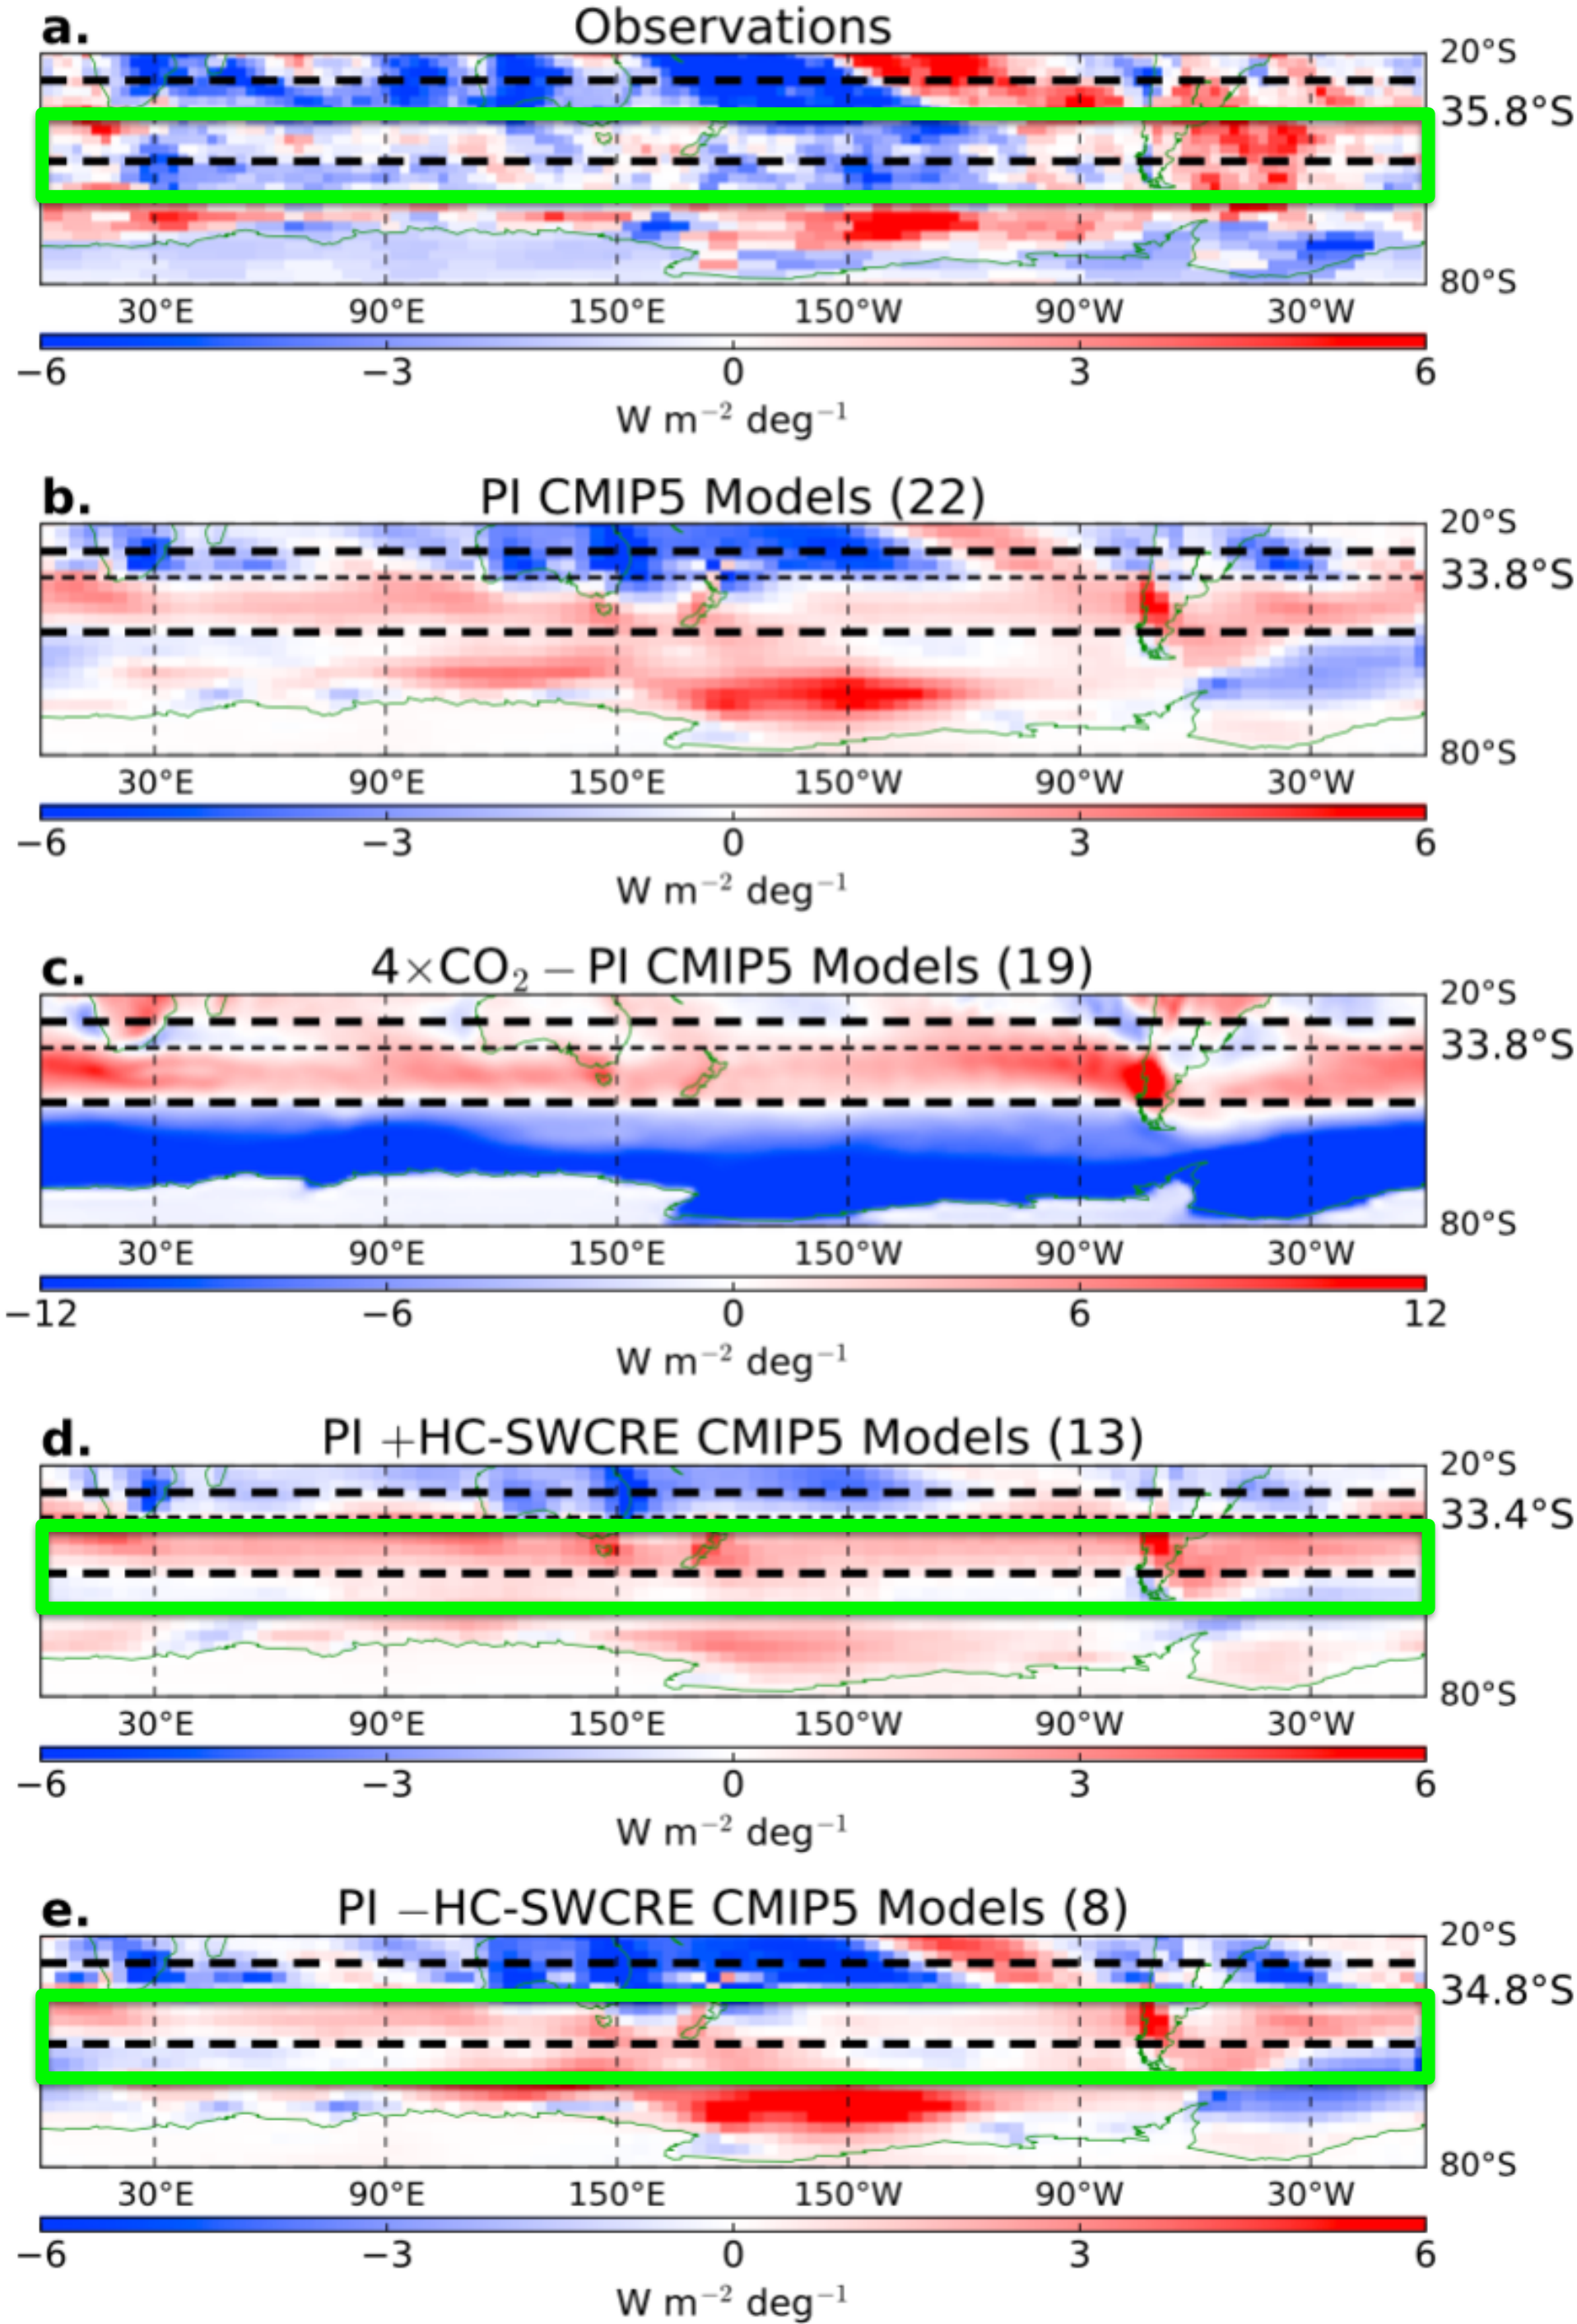 a. Observations
20°S
35.8°S
80°S
30°E 90°E 150°E 150°W 90°W 30°W
−6 −3 0 3 6
W m⁻² deg⁻¹
b. PI CMIP5 Models (22)
20°S
33.8°S
80°S
30°E 90°E 150°E 150°W 90°W 30°W
−6 −3 0 3 6
W m⁻² deg⁻¹
c. 4×CO₂ − PI CMIP5 Models (19)
20°S
33.8°S
80°S
30°E 90°E 150°E 150°W 90°W 30°W
−12 −6 0 6 12
W m⁻² deg⁻¹
d. PI +HC-SWCRE CMIP5 Models (13)
20°S
33.4°S
80°S
30°E 90°E 150°E 150°W 90°W 30°W
−6 −3 0 3 6
W m⁻² deg⁻¹
e. PI −HC-SWCRE CMIP5 Models (8)
20°S
34.8°S
80°S
30°E 90°E 150°E 150°W 90°W 30°W
−6 −3 0 3 6
W m⁻² deg⁻¹